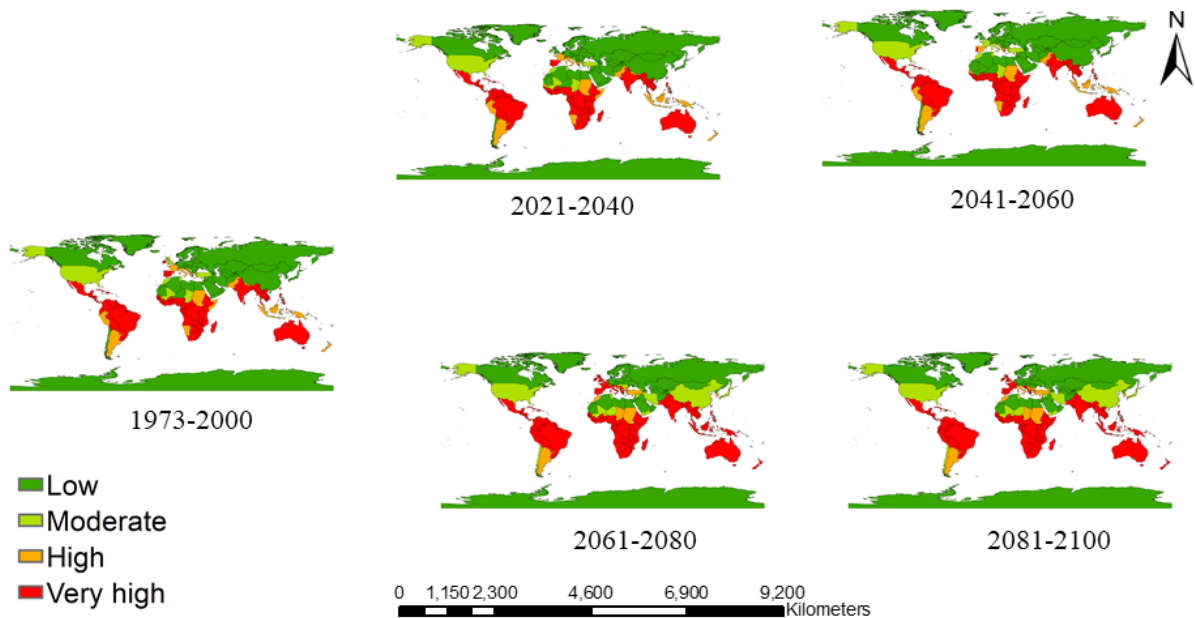 N
2021-2040
2041-2060
1973-2000
2061-2080
2081-2100
Low
Moderate
High
Very high
0 1,150 2,300 4,600 6,900 9,200
Kilometers